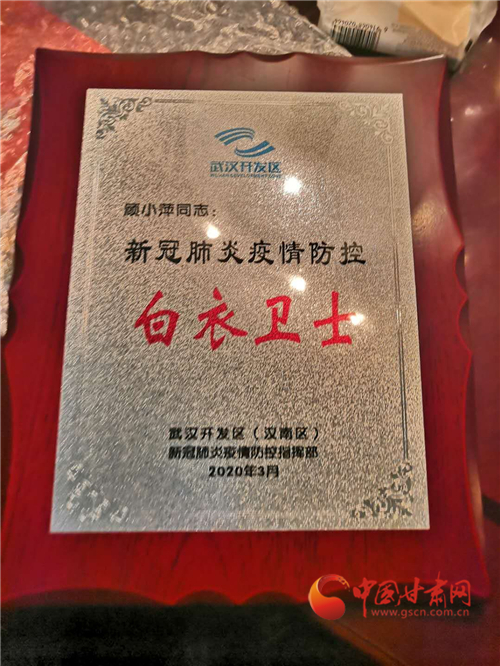 武汉开发区
顾小萍同志：
新冠肺炎疫情防控
白衣卫士
武汉开发区（汉南区）
新冠肺炎疫情防控指挥部
2020年3月
中国甘肃网
www.gscn.com.cn